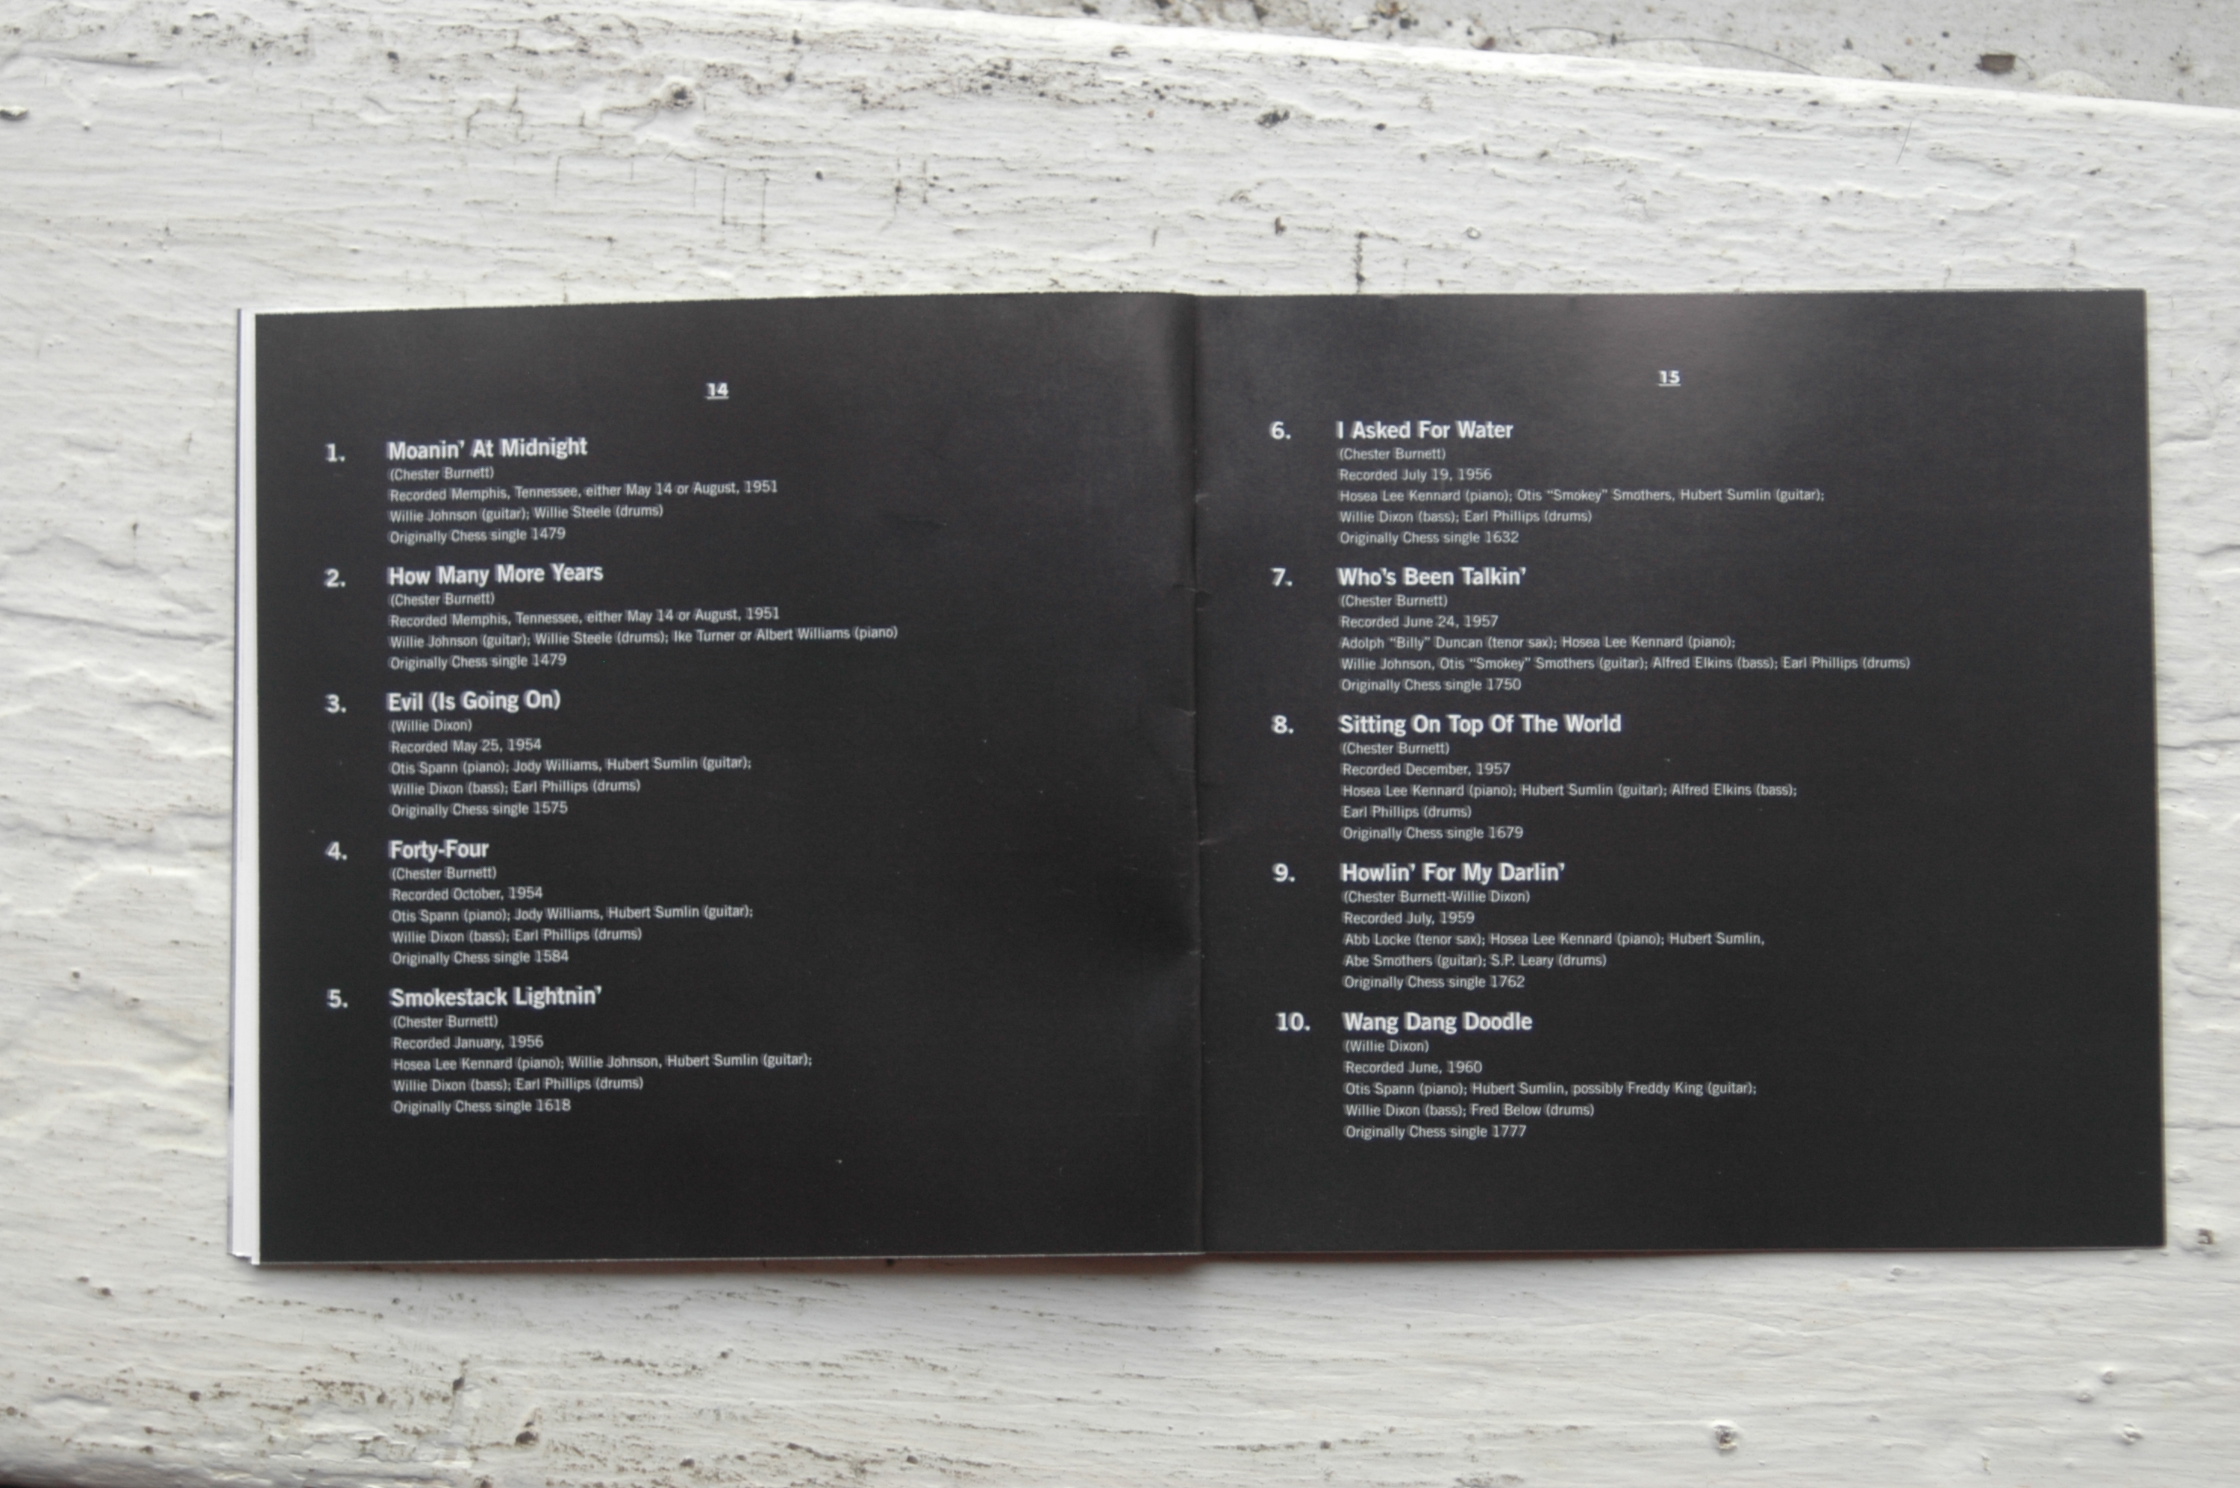 14
1. Moanin' At Midnight
(Chester Burnett)
Recorded Memphis, Tennessee, either May 14 or August, 1951
Willie Johnson (guitar); Willie Steele (drums)
Originally Chess single 1479
2. How Many More Years
(Chester Burnett)
Recorded Memphis, Tennessee, either May 14 or August, 1951
Willie Johnson (guitar); Willie Steele (drums); Ike Turner or Albert Williams (piano)
Originally Chess single 1479
3. Evil (Is Going On)
(Willie Dixon)
Recorded May 25, 1954
Otis Spann (piano); Jody Williams, Hubert Sumlin (guitar);
Willie Dixon (bass); Earl Phillips (drums)
Originally Chess single 1575
4. Forty-Four
(Chester Burnett)
Recorded October, 1954
Otis Spann (piano); Jody Williams, Hubert Sumlin (guitar);
Willie Dixon (bass); Earl Phillips (drums)
Originally Chess single 1584
5. Smokestack Lightnin'
(Chester Burnett)
Recorded January, 1956
Hosea Lee Kennard (piano); Willie Johnson, Hubert Sumlin (guitar);
Willie Dixon (bass); Earl Phillips (drums)
Originally Chess single 1618
15
6. I Asked For Water
(Chester Burnett)
Recorded July 19, 1956
Hosea Lee Kennard (piano); Otis “Smokey” Smothers, Hubert Sumlin (guitar);
Willie Dixon (bass); Earl Phillips (drums)
Originally Chess single 1632
7. Who's Been Talkin'
(Chester Burnett)
Recorded June 24, 1957
Adolph “Billy” Duncan (tenor sax); Hosea Lee Kennard (piano);
Willie Johnson, Otis “Smokey” Smothers (guitar); Alfred Elkins (bass); Earl Phillips (drums)
Originally Chess single 1750
8. Sitting On Top Of The World
(Chester Burnett)
Recorded December, 1957
Hosea Lee Kennard (piano); Hubert Sumlin (guitar); Alfred Elkins (bass);
Earl Phillips (drums)
Originally Chess single 1679
9. Howlin' For My Darlin'
(Chester Burnett-Willie Dixon)
Recorded July, 1959
Abb Locke (tenor sax); Hosea Lee Kennard (piano); Hubert Sumlin,
Abe Smothers (guitar); S.P. Leary (drums)
Originally Chess single 1762
10. Wang Dang Doodle
(Willie Dixon)
Recorded June, 1960
Otis Spann (piano); Hubert Sumlin, possibly Freddy King (guitar);
Willie Dixon (bass); Fred Below (drums)
Originally Chess single 1777